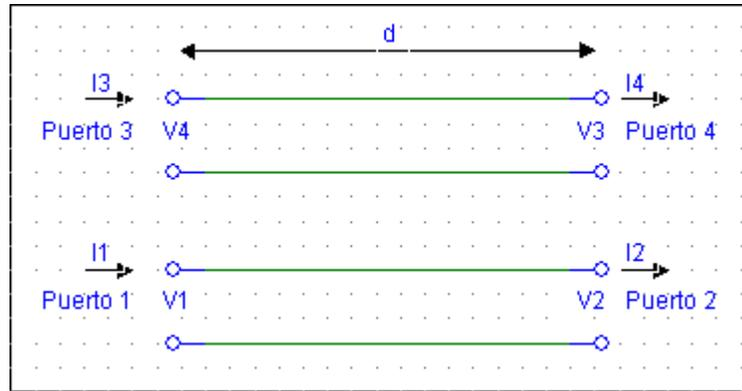 d
I3 I4
Puerto 3 V4 V3 Puerto 4
I1 I2
Puerto 1 V1 V2 Puerto 2